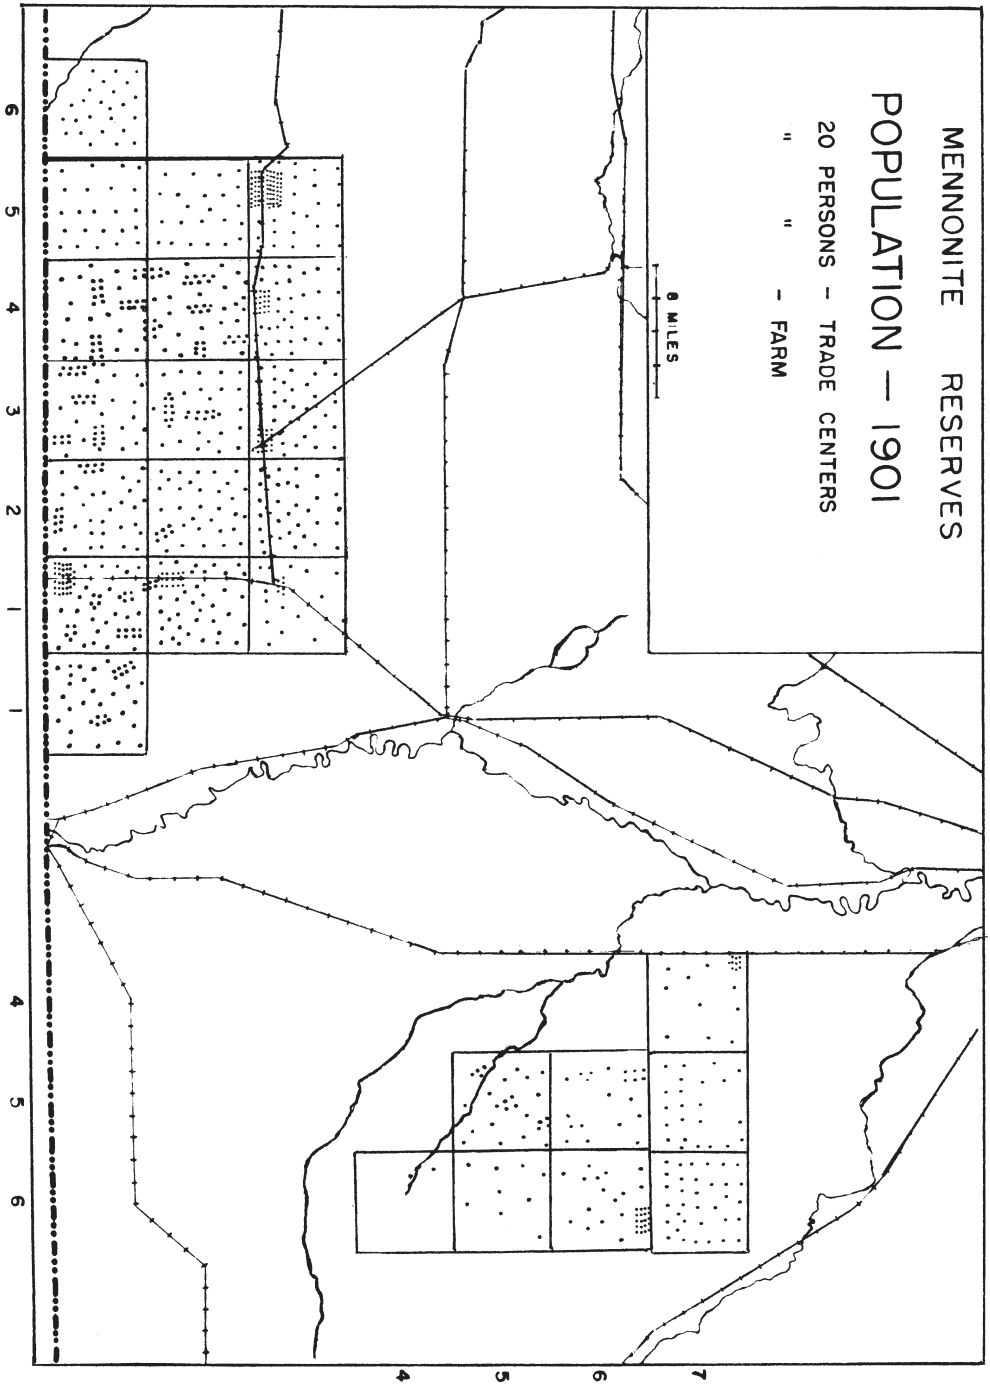 MENNONITE RESERVES
POPULATION — 1901
20 PERSONS - TRADE CENTERS
" " - FARM
8 MILES
7
6
5
4
6 5 4 3 2 1 1 4 5 6